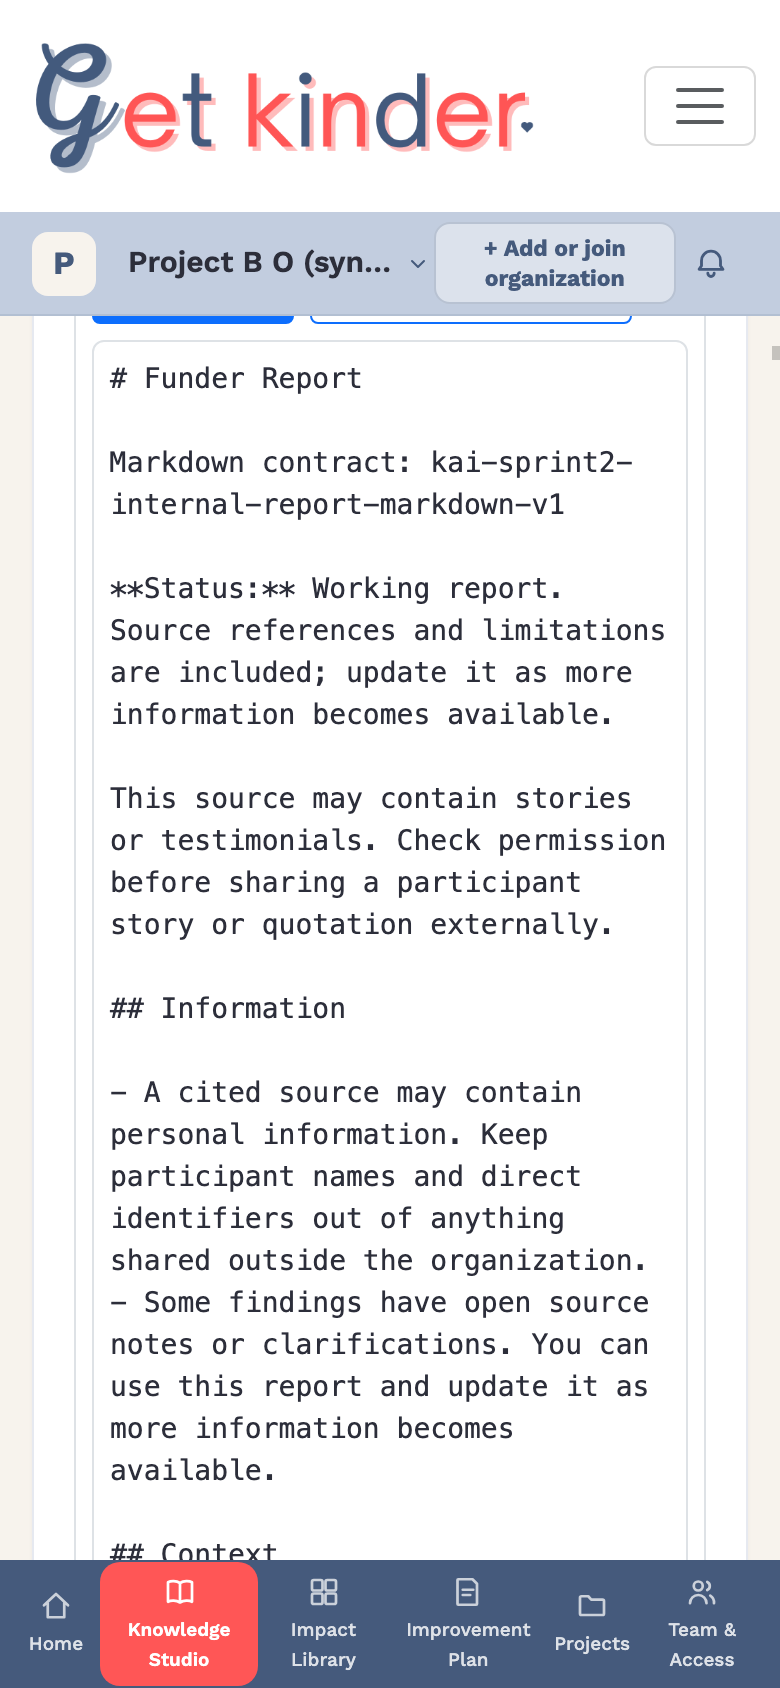 Get kinder
P
Project B O (syn...
+ Add or join
organization
# Funder Report
Markdown contract: kai-sprint2-
internal-report-markdown-v1
**Status:** Working report.
Source references and limitations
are included; update it as more
information becomes available.
This source may contain stories
or testimonials. Check permission
before sharing a participant
story or quotation externally.
## Information
- A cited source may contain
personal information. Keep
participant names and direct
identifiers out of anything
shared outside the organization.
- Some findings have open source
notes or clarifications. You can
use this report and update it as
more information becomes
available.
## Context
Home
Knowledge
Studio
Impact
Library
Improvement
Plan
Projects
Team &
Access